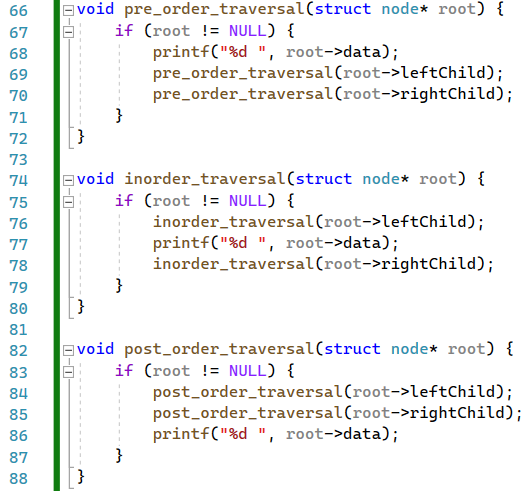 66 void pre_order_traversal(struct node* root) {
67     if (root != NULL) {
68         printf("%d ", root->data);
69         pre_order_traversal(root->leftChild);
70         pre_order_traversal(root->rightChild);
71     }
72 }
73
74 void inorder_traversal(struct node* root) {
75     if (root != NULL) {
76         inorder_traversal(root->leftChild);
77         printf("%d ", root->data);
78         inorder_traversal(root->rightChild);
79     }
80 }
81
82 void post_order_traversal(struct node* root) {
83     if (root != NULL) {
84         post_order_traversal(root->leftChild);
85         post_order_traversal(root->rightChild);
86         printf("%d ", root->data);
87     }
88 }